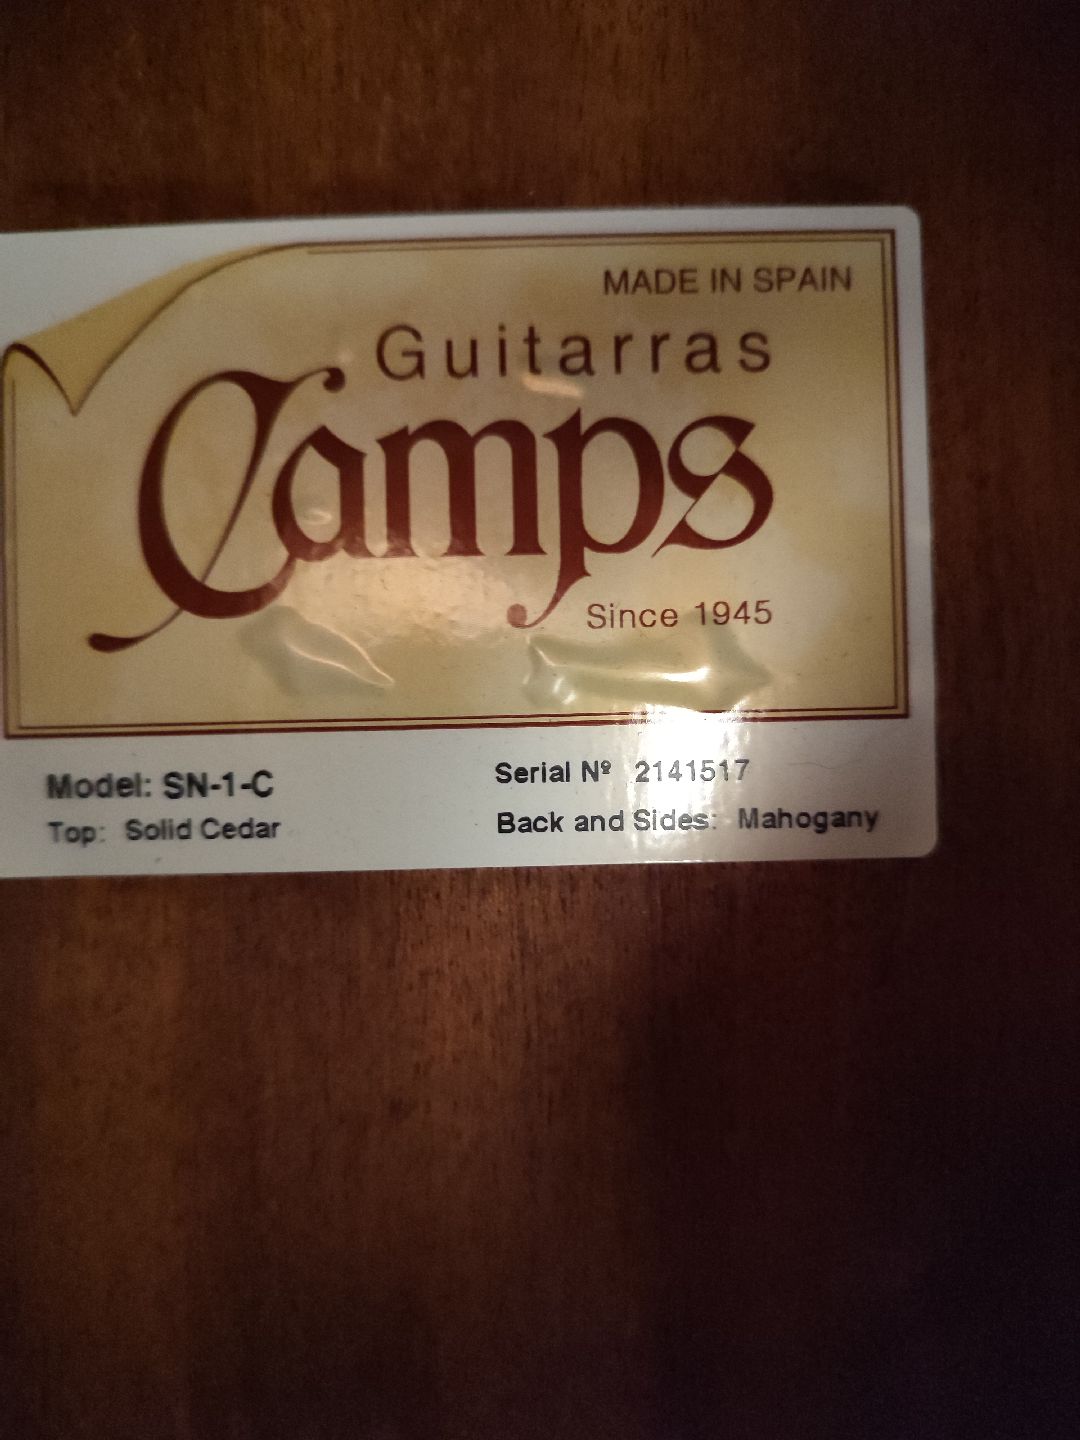 MADE IN SPAIN
Guitarras
Camps
Since 1945
Model: SN-1-C
Serial Nº 2141517
Top: Solid Cedar
Back and Sides: Mahogany